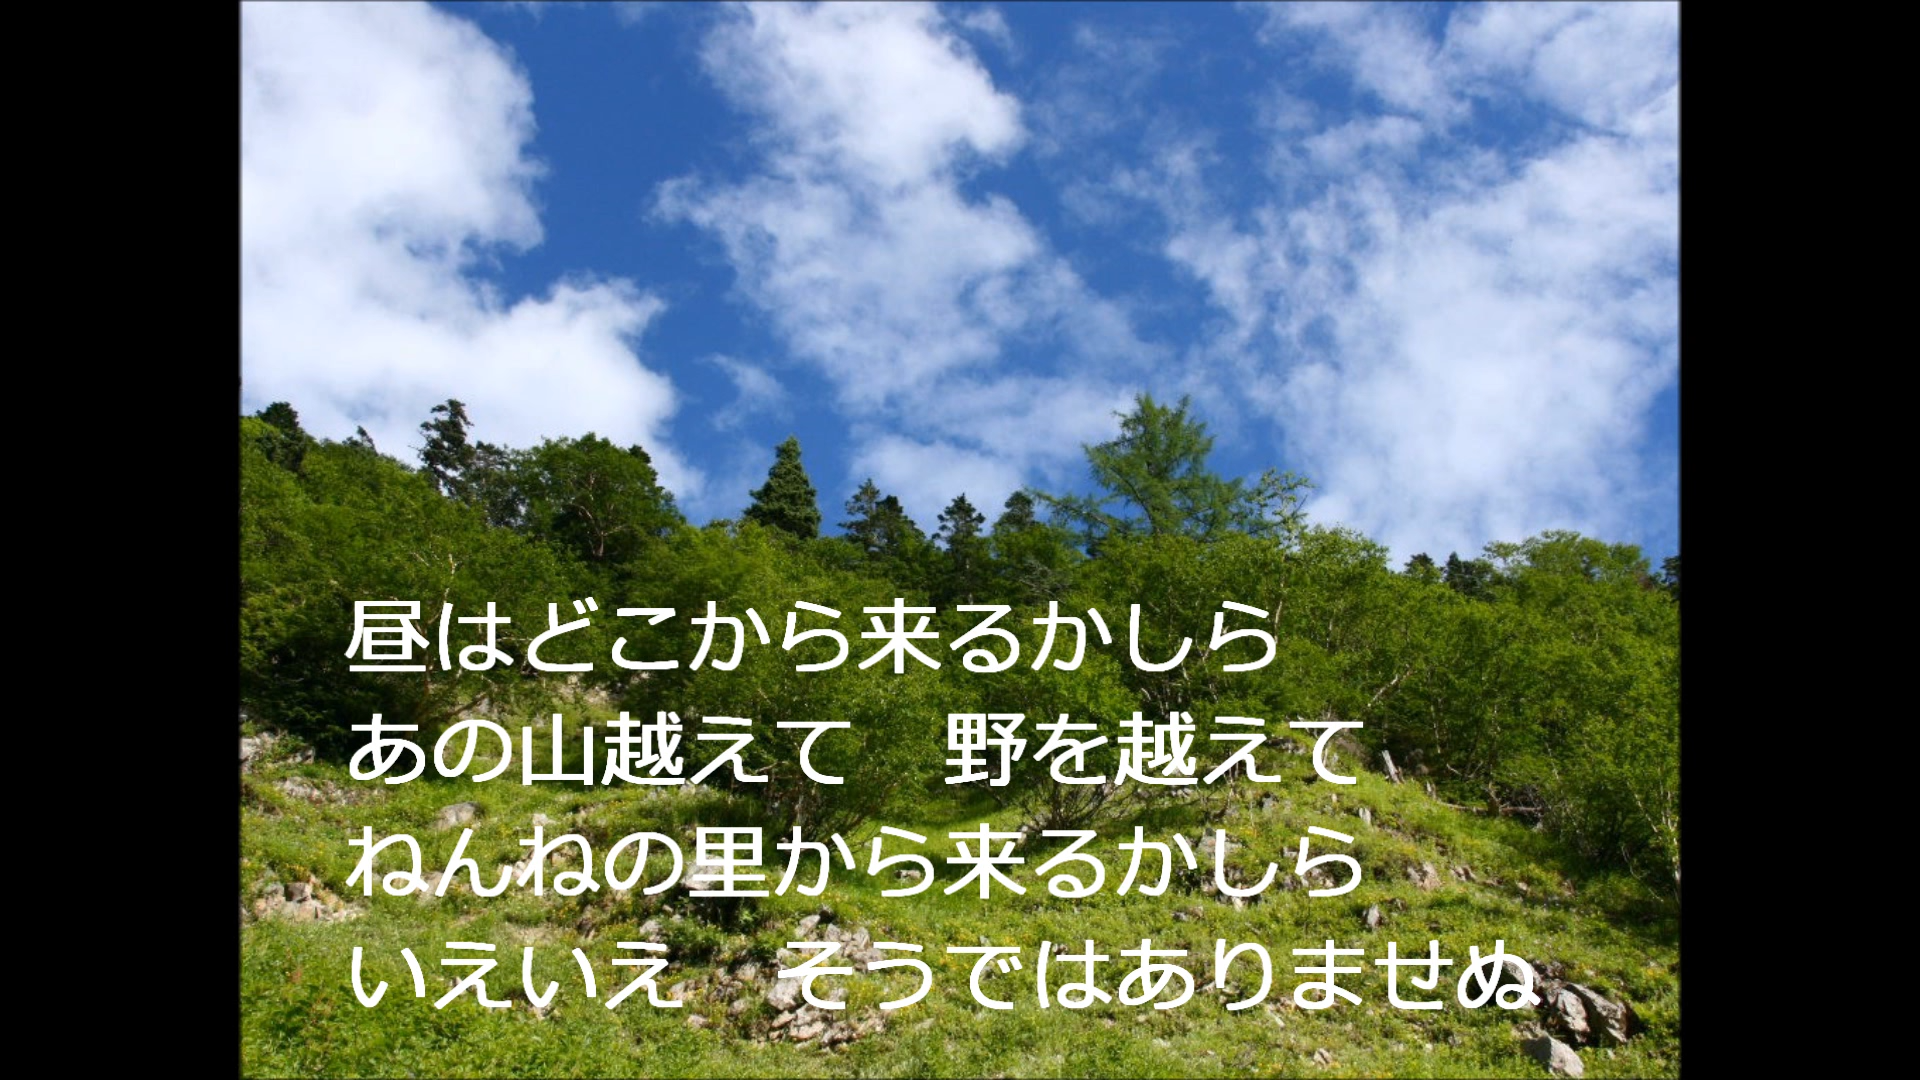 昼はどこから来るかしら
あの山越えて　野を越えて
ねんねの里から来るかしら
いえいえ　そうではありませぬ